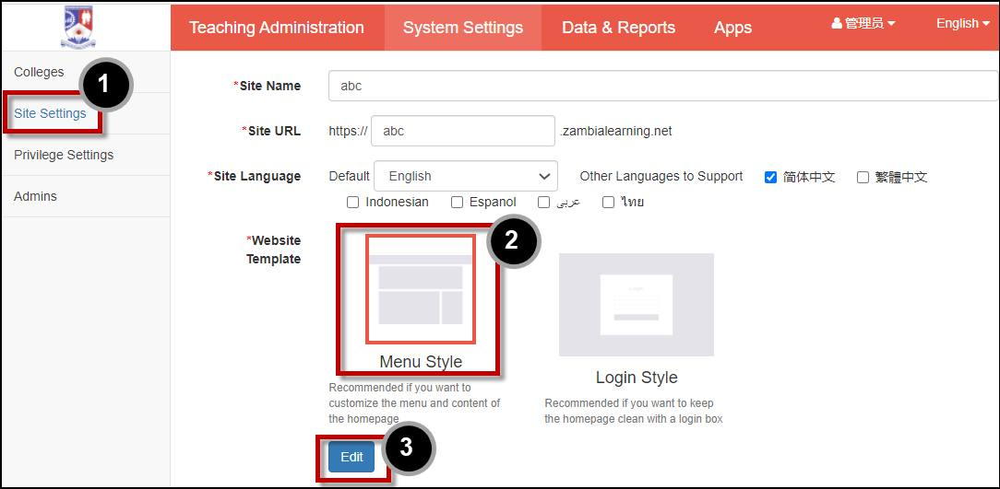 Teaching Administration System Settings Data & Reports Apps 管理员 English
Colleges
1
Site Settings
Privilege Settings
Admins
*Site Name abc
*Site URL https:// abc .zambialearning.net
*Site Language Default English Other Languages to Support 简体中文 繁體中文
Indonesian Espanol عربى ไทย
*Website
Template
2
Menu Style
Recommended if you want to
customize the menu and content of
the homepage
Login Style
Recommended if you want to keep
the homepage clean with a login box
Edit
3